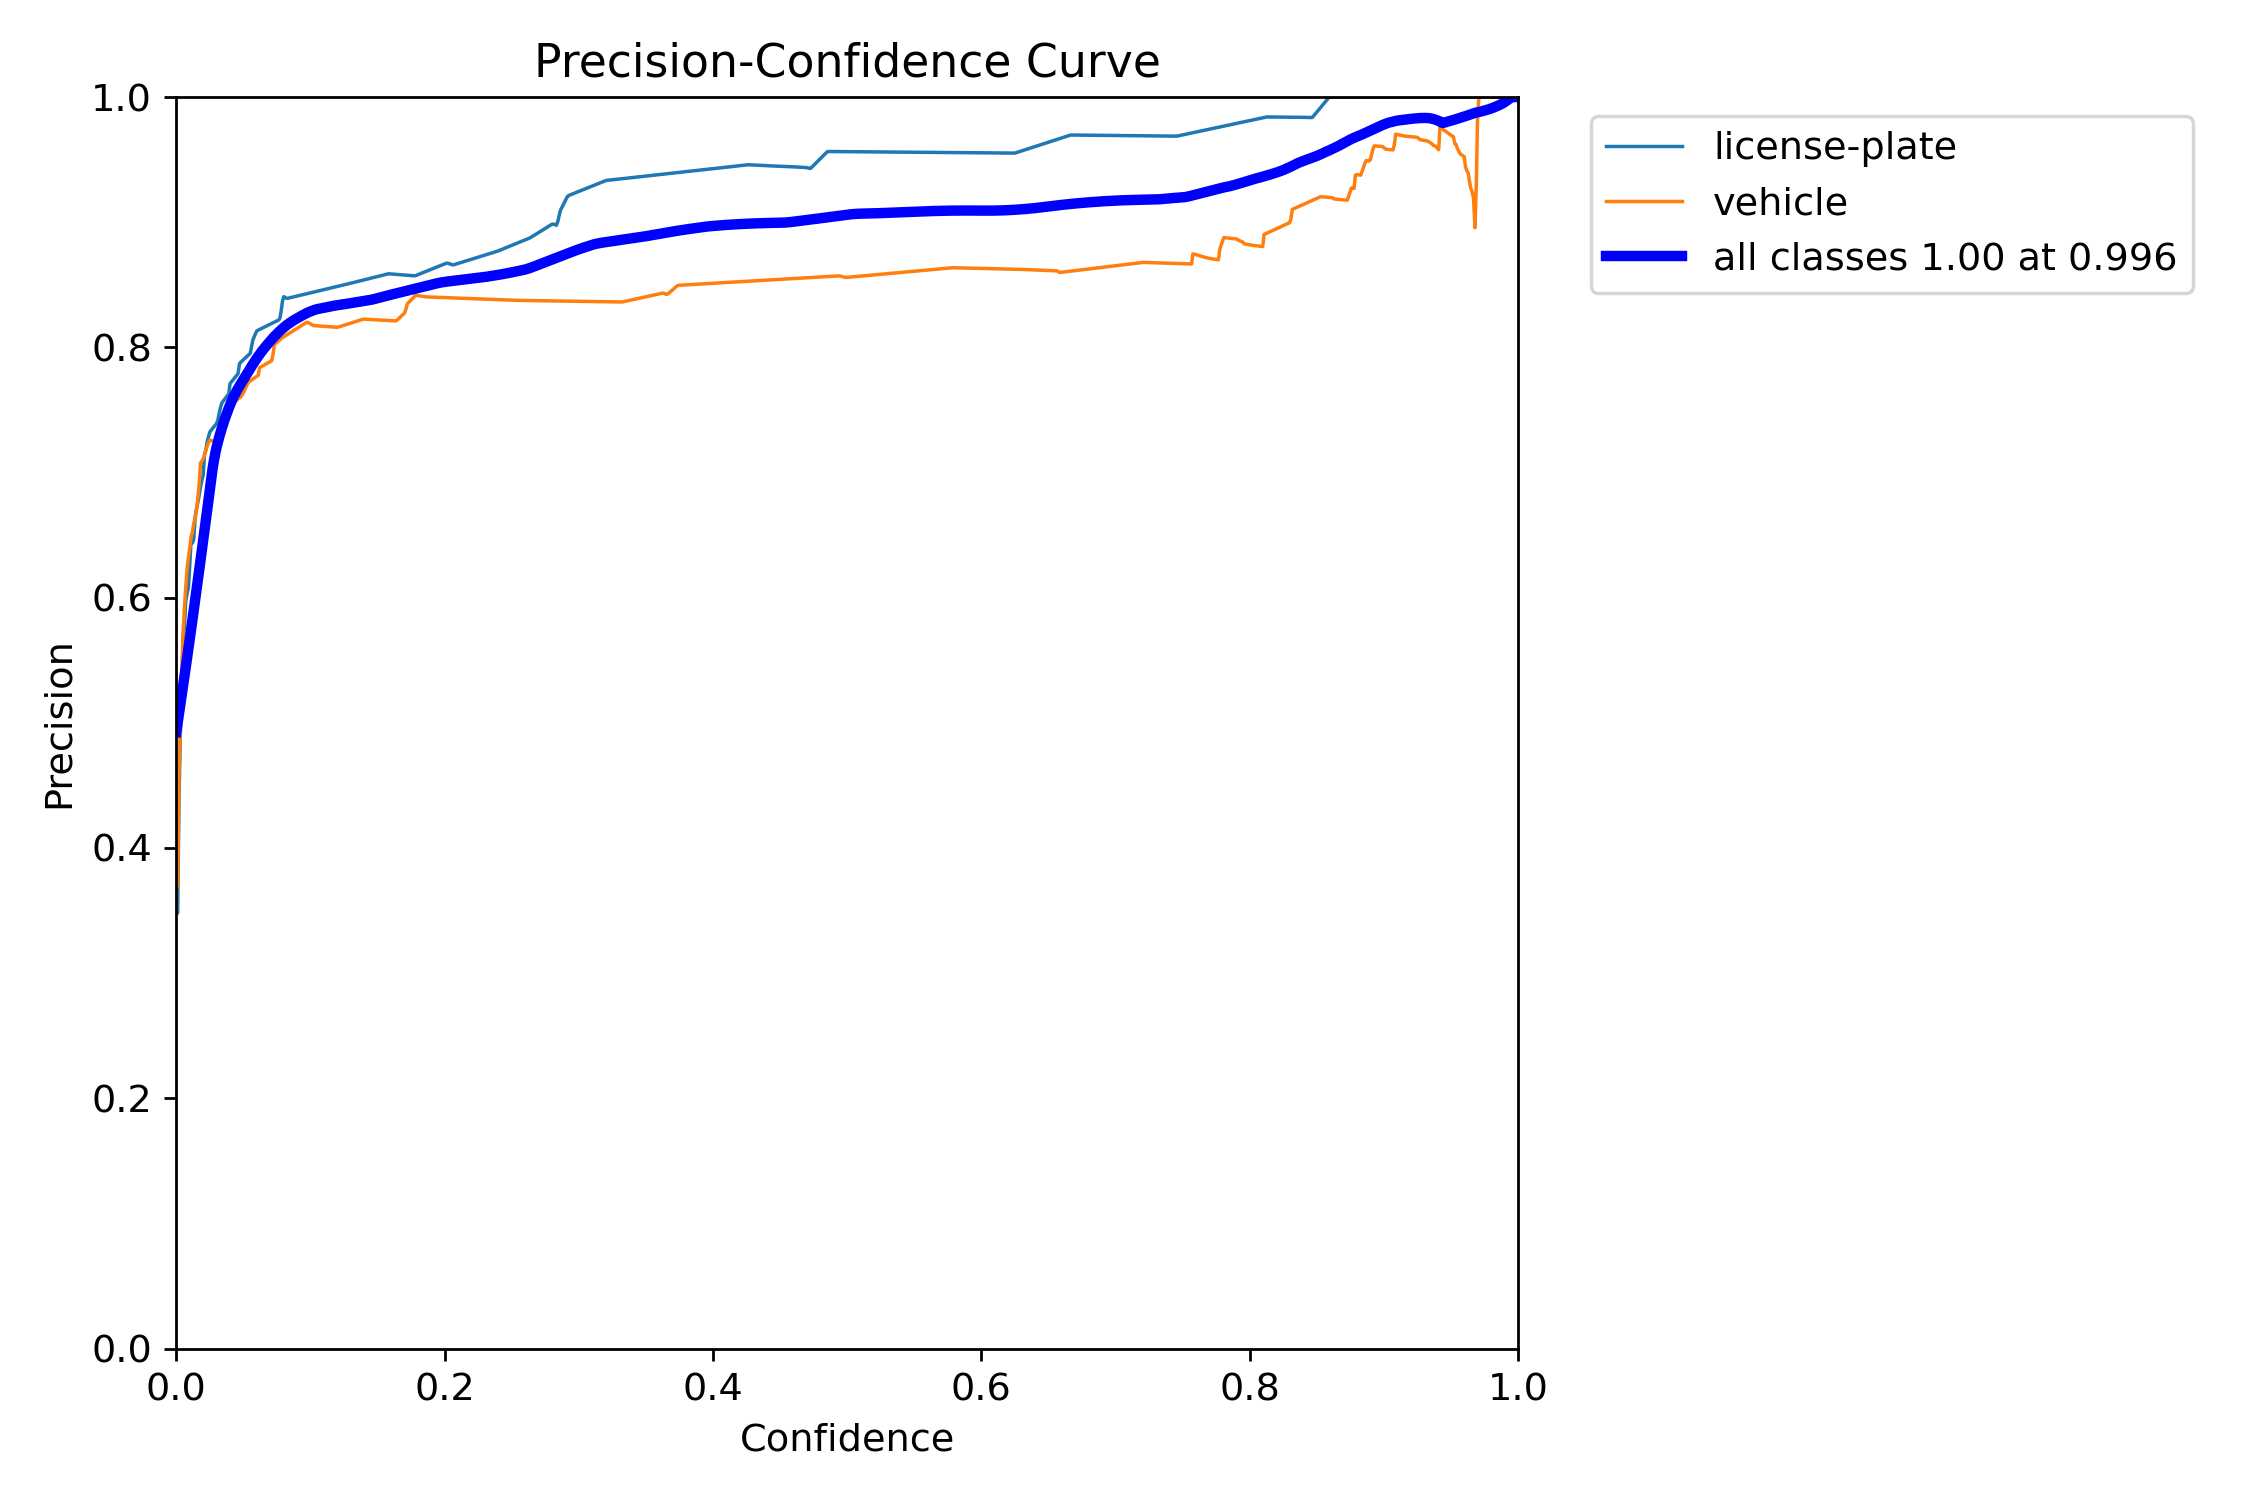 Precision-Confidence Curve
1.0
0.8
0.6
0.4
0.2
0.0
Precision
0.0 0.2 0.4 0.6 0.8 1.0
Confidence
license-plate
vehicle
all classes 1.00 at 0.996